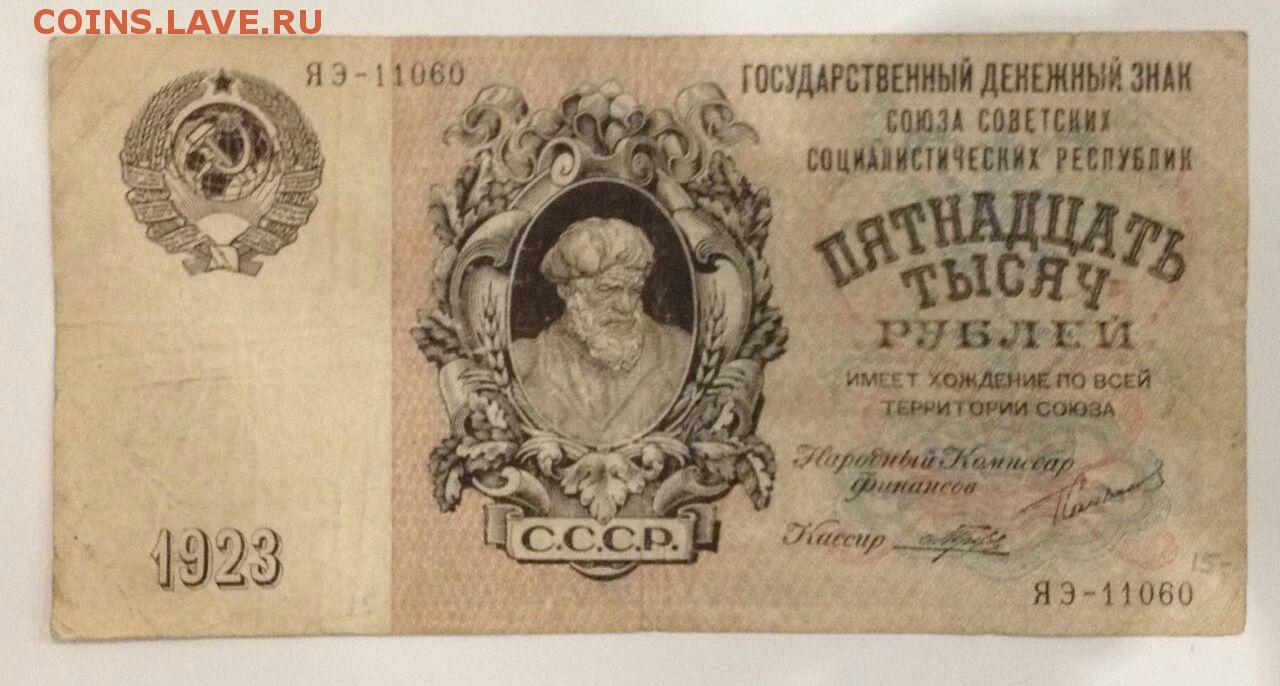 COINS.LAVE.RU
ЯЭ-11060
ГОСУДАРСТВЕННЫЙ ДЕНЕЖНЫЙ ЗНАК
СОЮЗА СОВЕТСКИХ
СОЦИАЛИСТИЧЕСКИХ РЕСПУБЛИК
ПЯТНАДЦАТЬ
ТЫСЯЧ
РУБЛЕЙ
ИМЕЕТ ХОЖДЕНИЕ ПО ВСЕЙ
ТЕРРИТОРИИ СОЮЗА
Народный Комиссар
финансов
Кассир
С.С.С.Р.
1923
15-
ЯЭ-11060